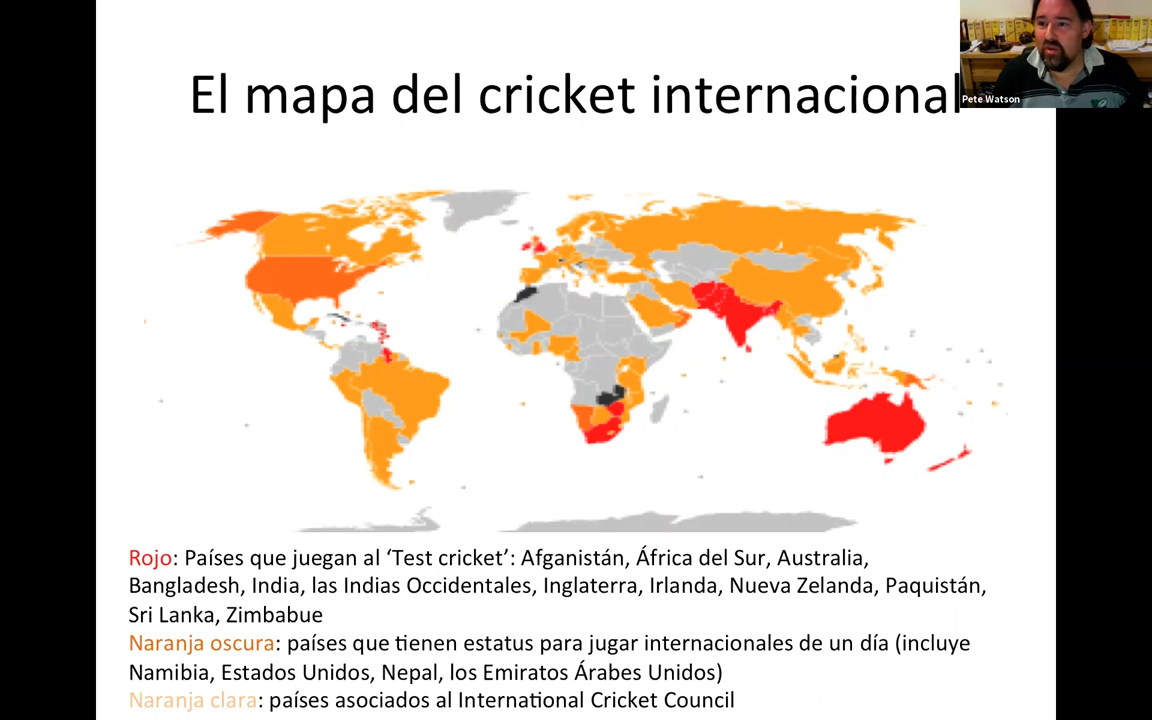 El mapa del cricket internacional
Pete Watson
Rojo: Países que juegan al ‘Test cricket’: Afganistán, África del Sur, Australia,
Bangladesh, India, las Indias Occidentales, Inglaterra, Irlanda, Nueva Zelanda, Paquistán,
Sri Lanka, Zimbabue
Naranja oscura: países que tienen estatus para jugar internacionales de un día (incluye
Namibia, Estados Unidos, Nepal, los Emiratos Árabes Unidos)
Naranja clara: países asociados al International Cricket Council